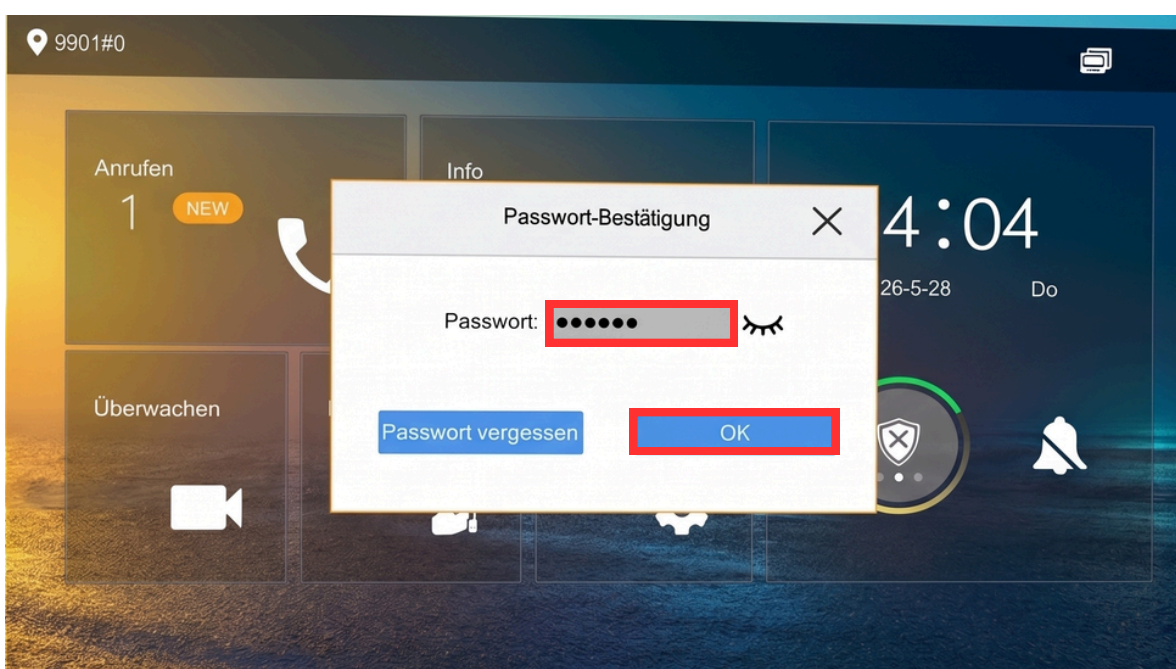 9901#0
Anrufen
1 NEW
Info
Passwort-Bestätigung
4:04
26-5-28 Do
Passwort: ●●●●●●
Überwachen
Passwort vergessen OK